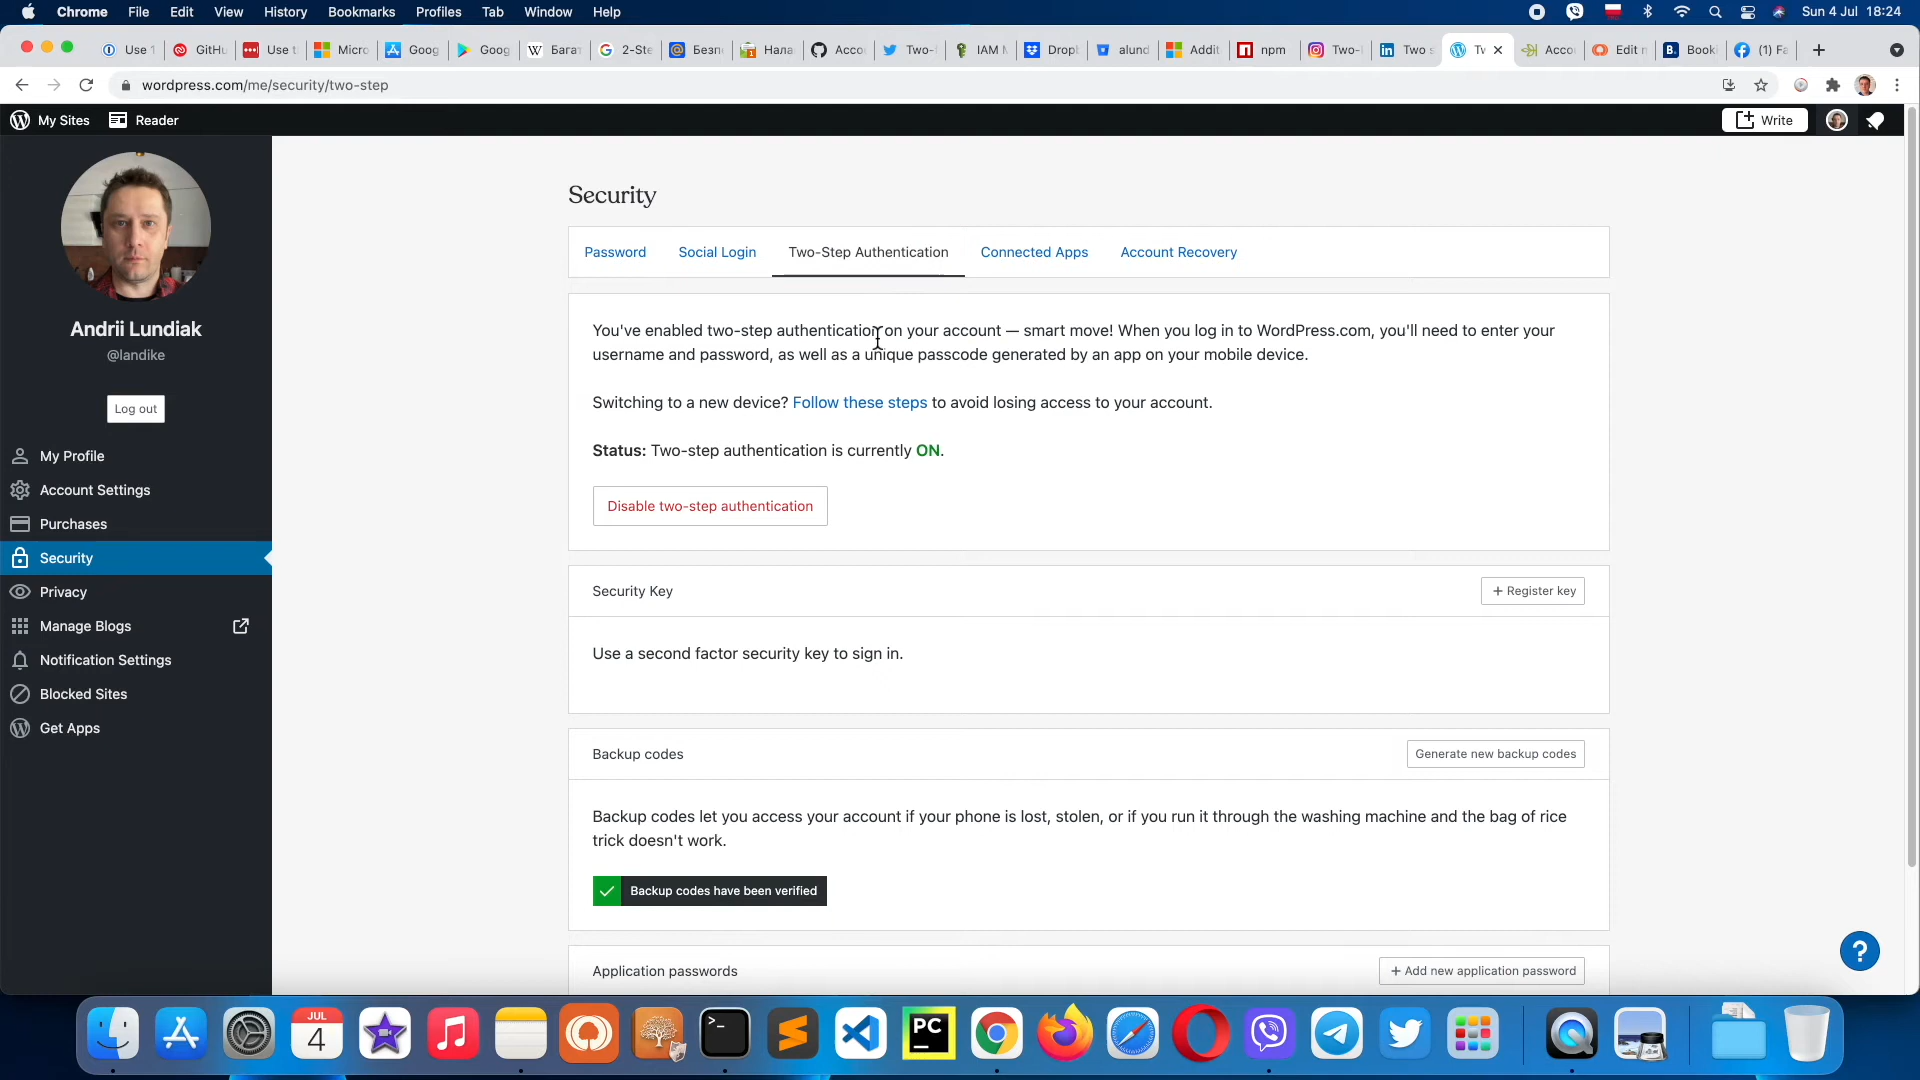 Chrome File Edit View History Bookmarks Profiles Tab Window Help
Sun 4 Jul 18:24
Use GitHu Use t Micro Goog Goog Бага 2-Ste Безп Нала Acco Two- IAM Dropl alund Addit npm Two- Two s Tw Acco Edit r Book (1) Fa
wordpress.com/me/security/two-step
My Sites Reader
Write
Andrii Lundiak
@landike
Log out
My Profile
Account Settings
Purchases
Security
Privacy
Manage Blogs
Notification Settings
Blocked Sites
Get Apps
Security
Password Social Login Two-Step Authentication Connected Apps Account Recovery
You've enabled two-step authentication on your account — smart move! When you log in to WordPress.com, you'll need to enter your
username and password, as well as a unique passcode generated by an app on your mobile device.
Switching to a new device? Follow these steps to avoid losing access to your account.
Status: Two-step authentication is currently ON.
Disable two-step authentication
Security Key
+ Register key
Use a second factor security key to sign in.
Backup codes
Generate new backup codes
Backup codes let you access your account if your phone is lost, stolen, or if you run it through the washing machine and the bag of rice
trick doesn't work.
Backup codes have been verified
Application passwords
+ Add new application password
?
JUL
4
PC